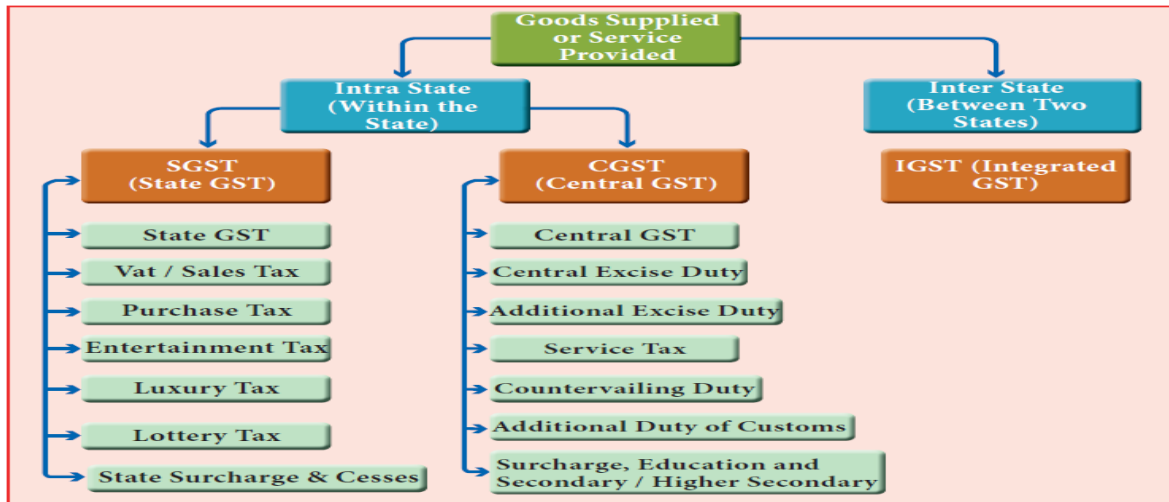 Goods Supplied
or Service
Provided
Intra State
(Within the
State)
Inter State
(Between Two
States)
SGST
(State GST)
CGST
(Central GST)
IGST (Integrated
GST)
State GST
Vat / Sales Tax
Purchase Tax
Entertainment Tax
Luxury Tax
Lottery Tax
State Surcharge & Cesses
Central GST
Central Excise Duty
Additional Excise Duty
Service Tax
Countervailing Duty
Additional Duty of Customs
Surcharge, Education and
Secondary / Higher Secondary